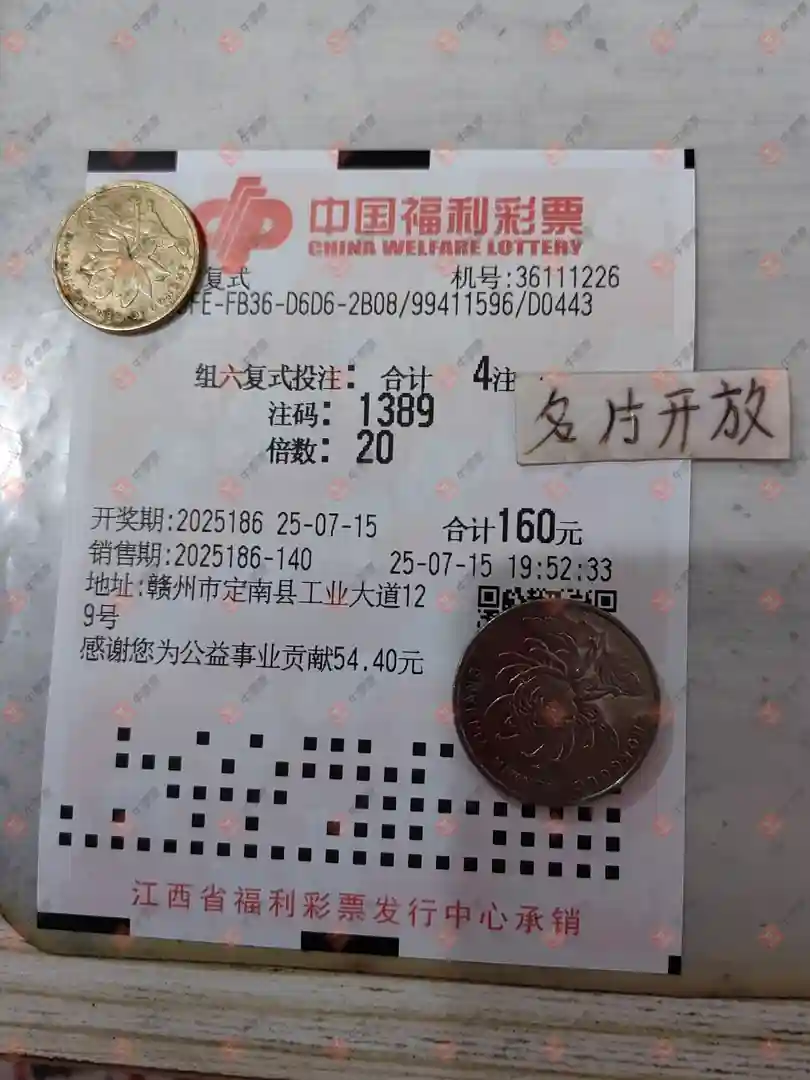 中国福利彩票
CHINA WELFARE LOTTERY
复式 机号:36111226
FE-FB36-D6D6-2B08/99411596/D0443
组六复式投注: 合计 4注
注码: 1389
倍数: 20
名片开放
开奖期:2025186 25-07-15 合计160元
销售期:2025186-140 25-07-15 19:52:33
地址:赣州市定南县工业大道12
9号
感谢您为公益事业贡献54.40元
江西省福利彩票发行中心承销